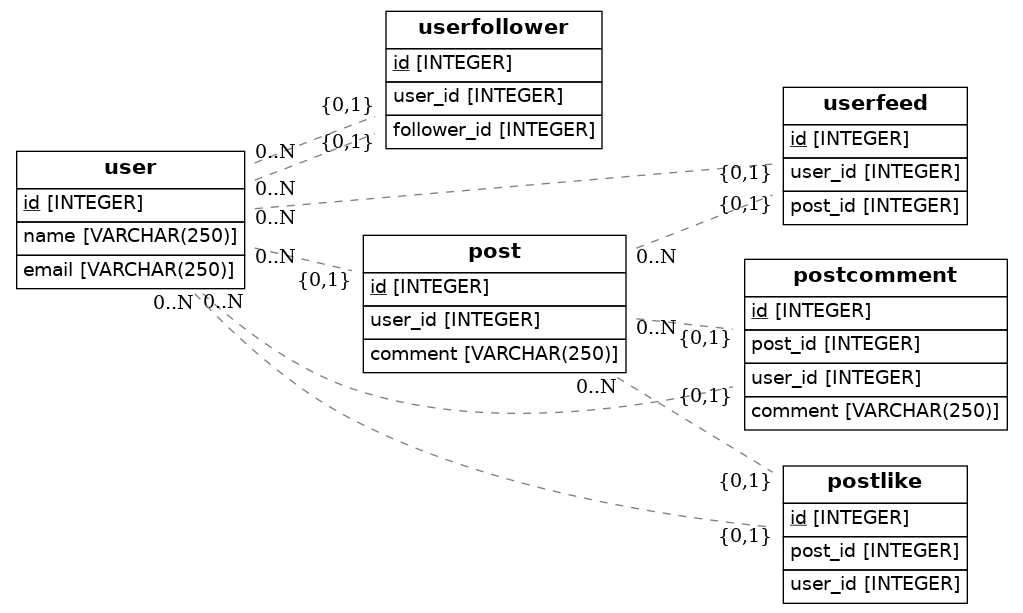 userfollower
id [INTEGER]
user_id [INTEGER]
follower_id [INTEGER]
user
id [INTEGER]
name [VARCHAR(250)]
email [VARCHAR(250)]
post
id [INTEGER]
user_id [INTEGER]
comment [VARCHAR(250)]
userfeed
id [INTEGER]
user_id [INTEGER]
post_id [INTEGER]
postcomment
id [INTEGER]
post_id [INTEGER]
user_id [INTEGER]
comment [VARCHAR(250)]
postlike
id [INTEGER]
post_id [INTEGER]
user_id [INTEGER]
{0,1}
0..N
{0,1}
0..N
{0,1}
0..N
{0,1}
0..N
0..N
{0,1}
0..N
{0,1}
0..N
{0,1}
0..N
{0,1}
0..N
{0,1}